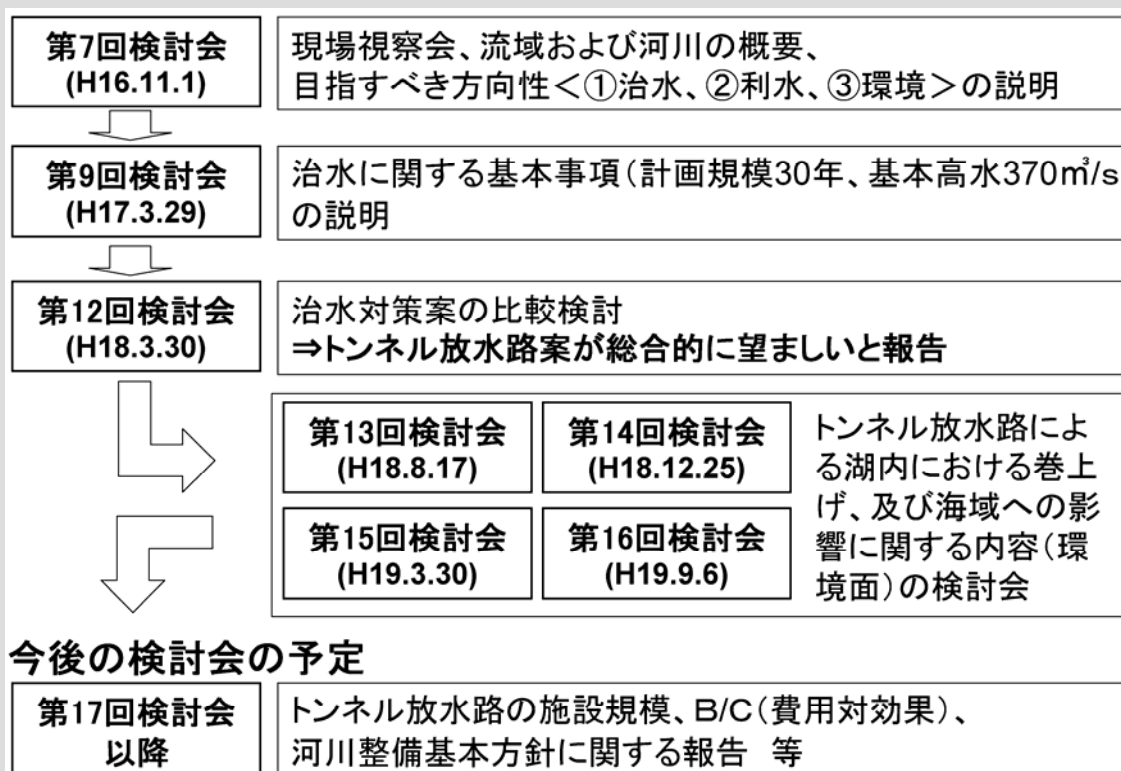 第7回検討会
(H16.11.1)
現場視察会、流域および河川の概要、
目指すべき方向性＜①治水、②利水、③環境＞の説明
第9回検討会
(H17.3.29)
治水に関する基本事項（計画規模30年、基本高水370㎥/s
の説明
第12回検討会
(H18.3.30)
治水対策案の比較検討
⇒トンネル放水路案が総合的に望ましいと報告
第13回検討会
(H18.8.17)
第14回検討会
(H18.12.25)
第15回検討会
(H19.3.30)
第16回検討会
(H19.9.6)
トンネル放水路によ
る湖内における巻上
げ、及び海域への影
響に関する内容（環
境面）の検討会
今後の検討会の予定
第17回検討会
以降
トンネル放水路の施設規模、B/C（費用対効果）、
河川整備基本方針に関する報告　等